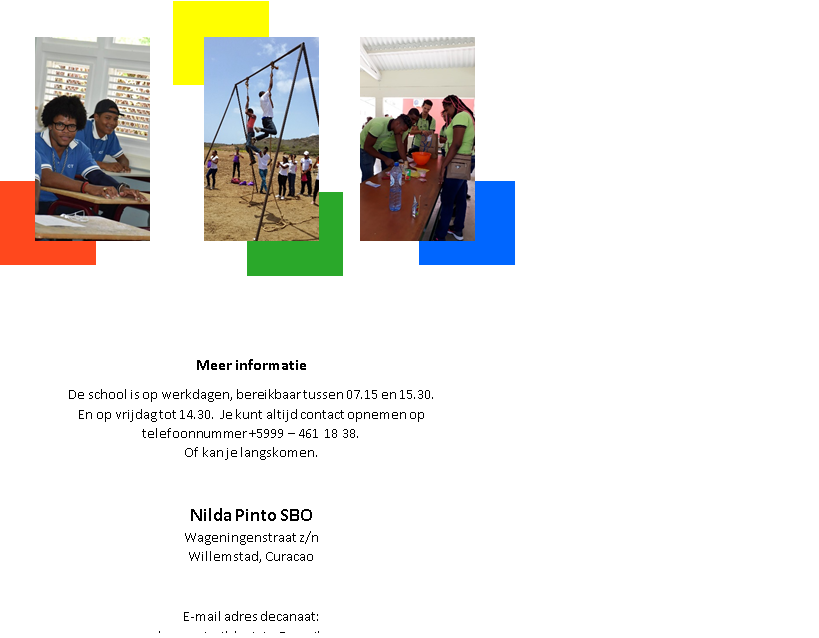 Meer informatie
De school is op werkdagen, bereikbaar tussen 07.15 en 15.30.
En op vrijdag tot 14.30. Je kunt altijd contact opnemen op
telefoonnummer +5999 – 461 18 38.
Of kan je langskomen.
Nilda Pinto SBO
Wageningenstraat z/n
Willemstad, Curacao
E-mail adres decanaat: